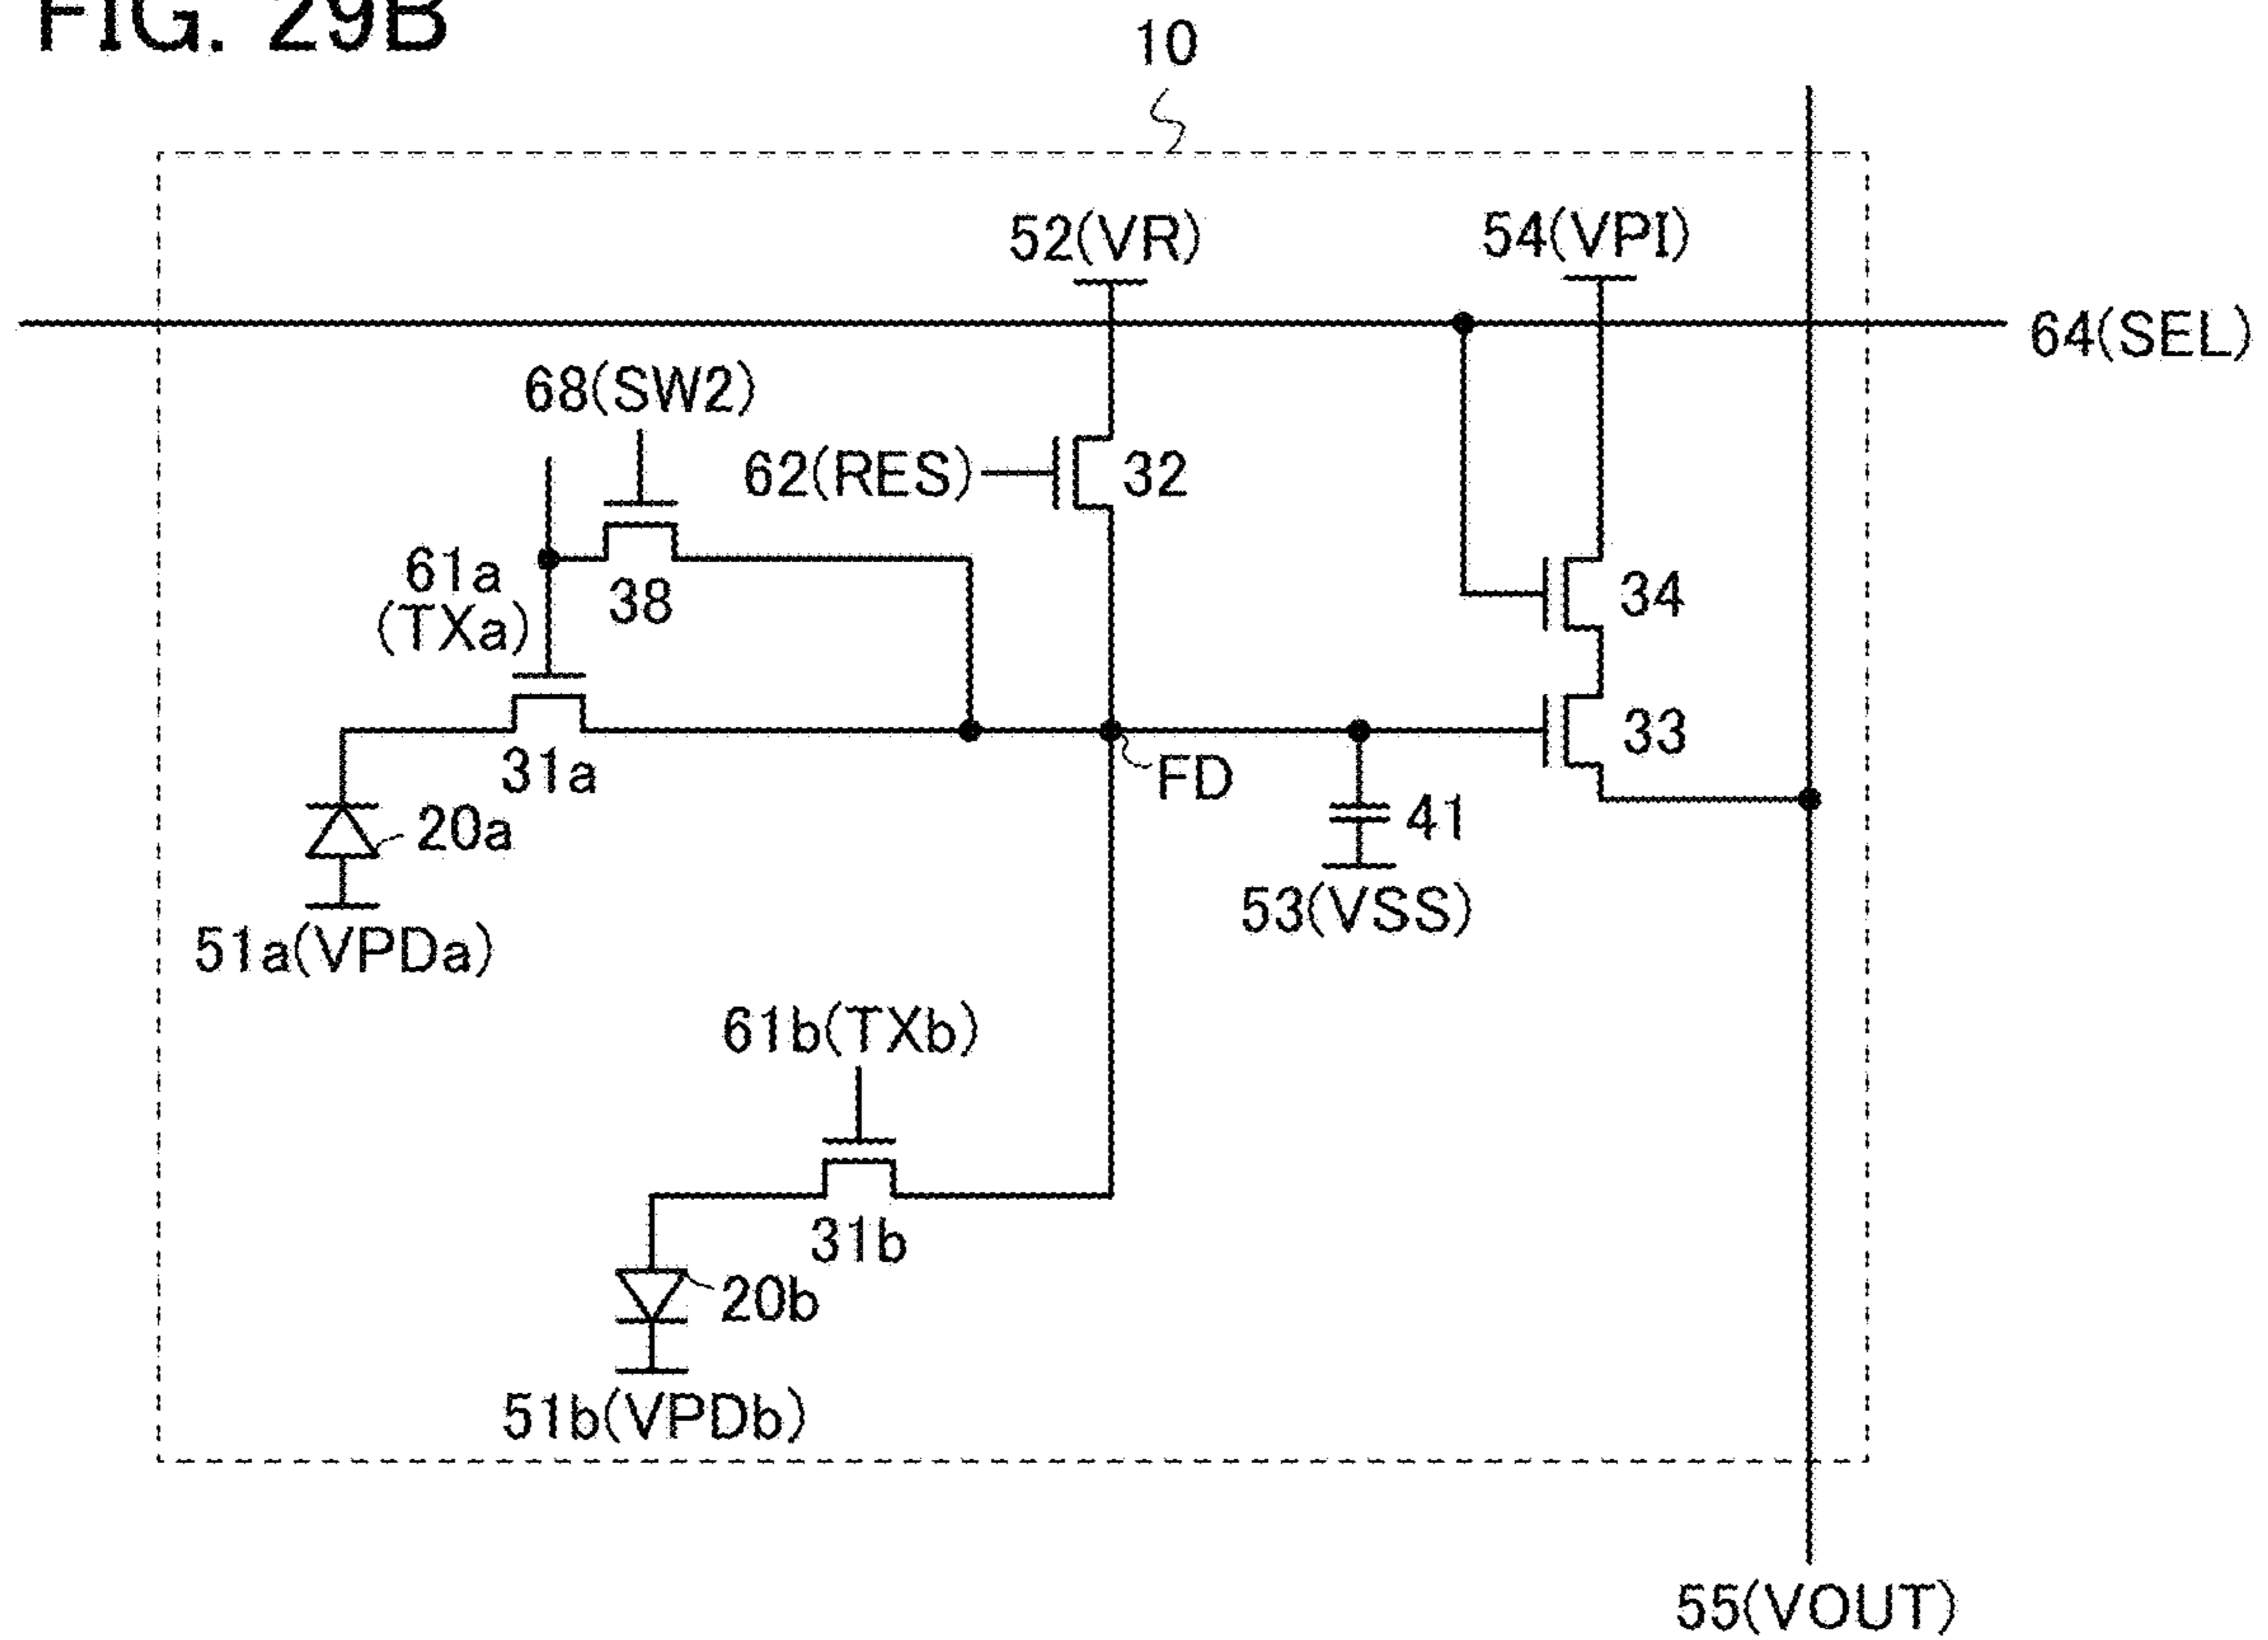 FIG. 29B
10
52(VR)
54(VPI)
64(SEL)
68(SW2)
62(RES)
32
61a
(TXa)
38
34
31a
FD
33
20a
41
51a(VPDa)
53(VSS)
61b(TXb)
31b
20b
51b(VPDb)
55(VOUT)